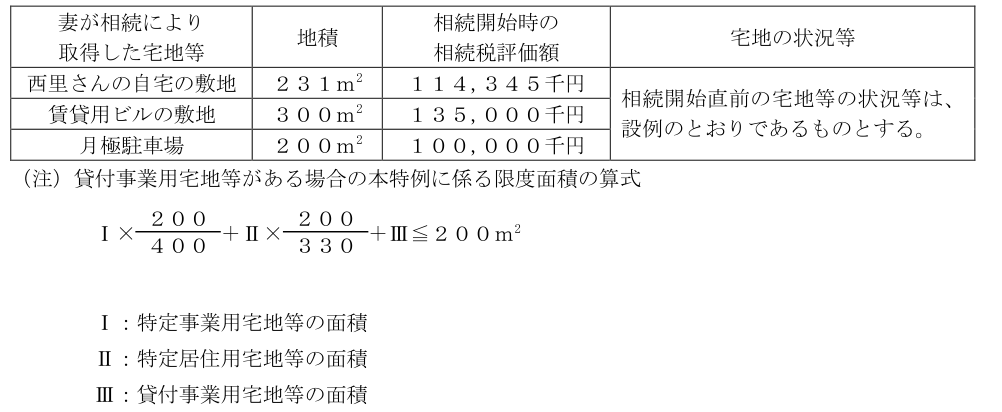 妻が相続により
取得した宅地等
地積
相続開始時の
相続税評価額
宅地の状況等
西里さんの自宅の敷地 ２３１m² １１４，３４５千円
賃貸用ビルの敷地 ３００m² １３５，０００千円
月極駐車場 ２００m² １００，０００千円
相続開始直前の宅地等の状況等は、
設例のとおりであるものとする。
（注）貸付事業用宅地等がある場合の本特例に係る限度面積の算式
Ⅰ×２００/４００＋Ⅱ×２００/３３０＋Ⅲ≦２００m²
Ⅰ：特定事業用宅地等の面積
Ⅱ：特定居住用宅地等の面積
Ⅲ：貸付事業用宅地等の面積